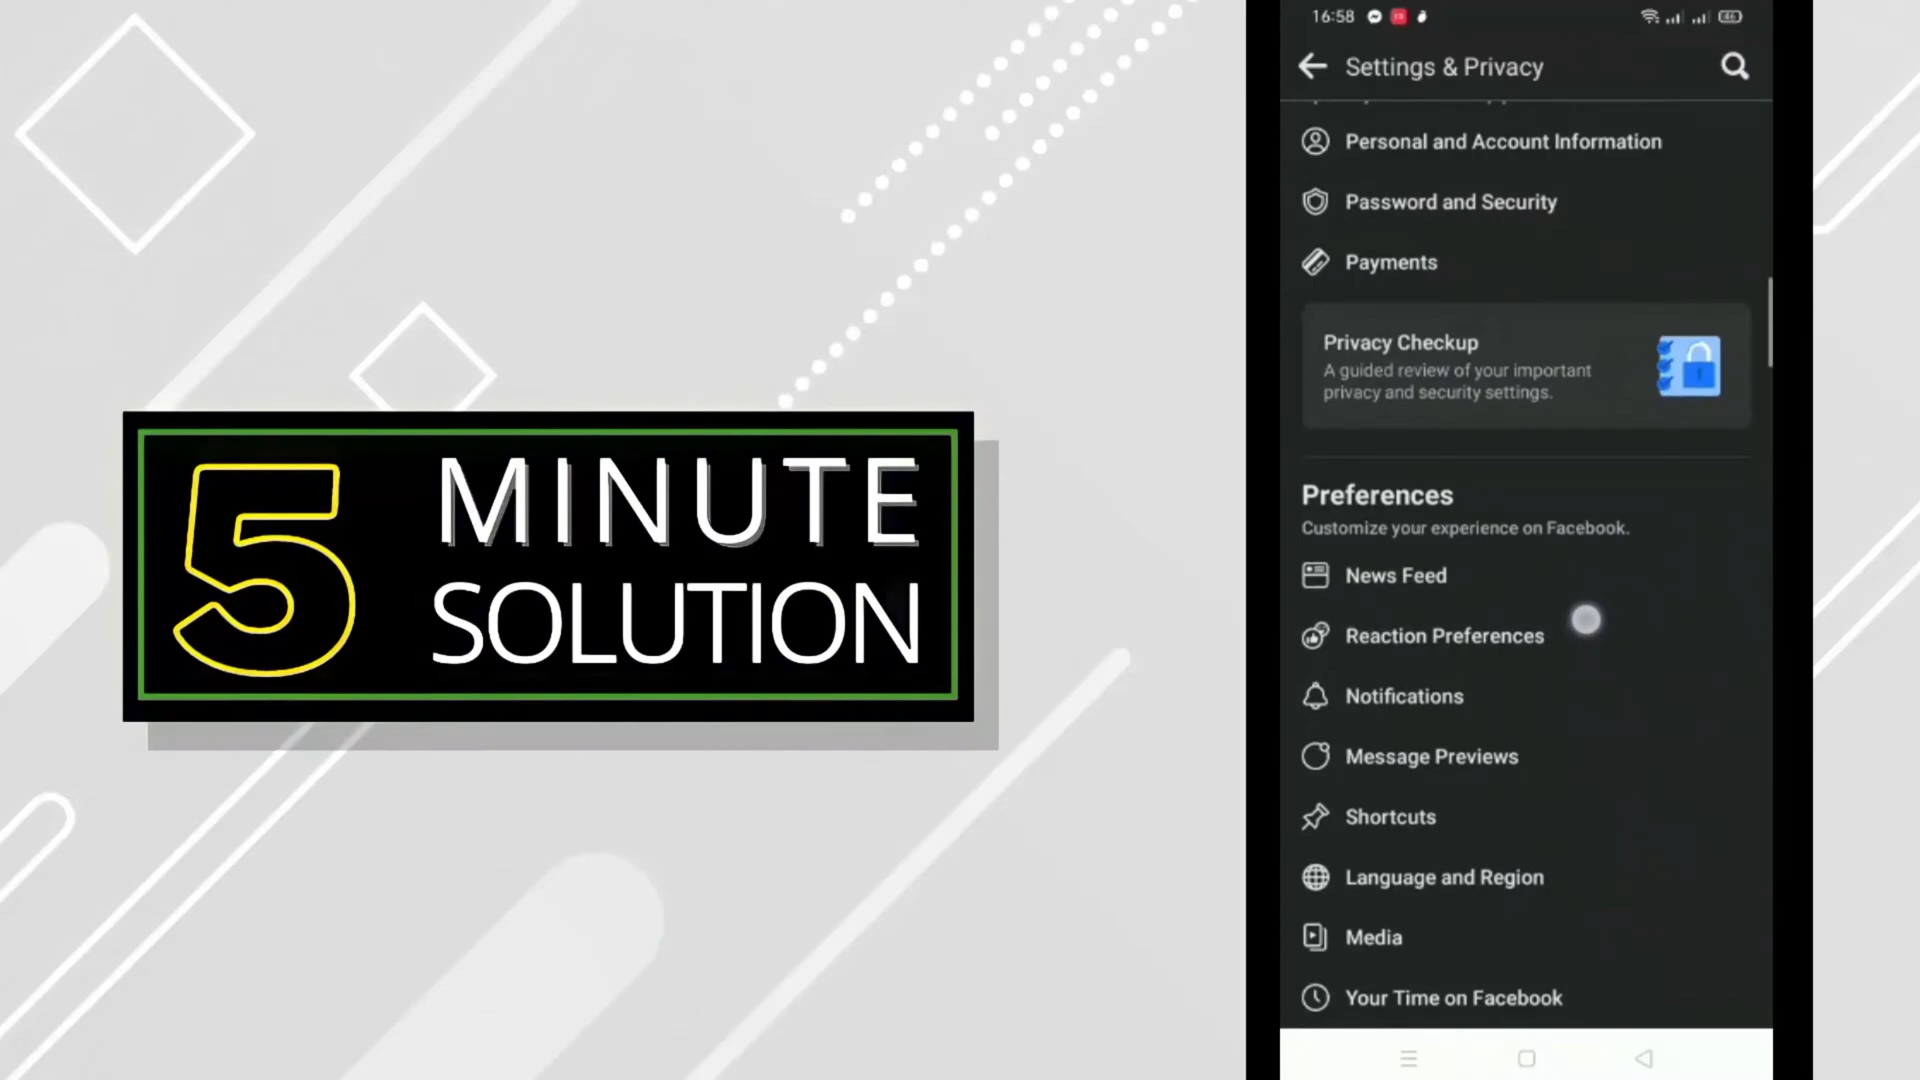 5 MINUTE
SOLUTION
16:58
Settings & Privacy
Personal and Account Information
Password and Security
Payments
Privacy Checkup
A guided review of your important
privacy and security settings.
Preferences
Customize your experience on Facebook.
News Feed
Reaction Preferences
Notifications
Message Previews
Shortcuts
Language and Region
Media
Your Time on Facebook